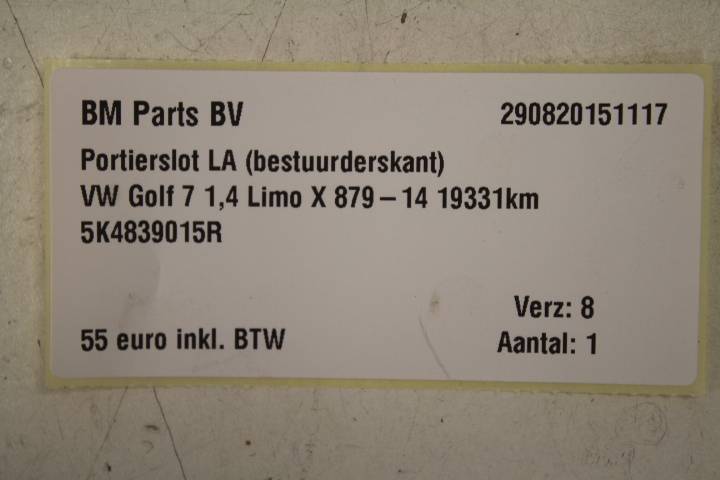 BM Parts BV 290820151117
Portierslot LA (bestuurderskant)
VW Golf 7 1,4 Limo X 879 – 14 19331km
5K4839015R
Verz: 8
55 euro inkl. BTW Aantal: 1